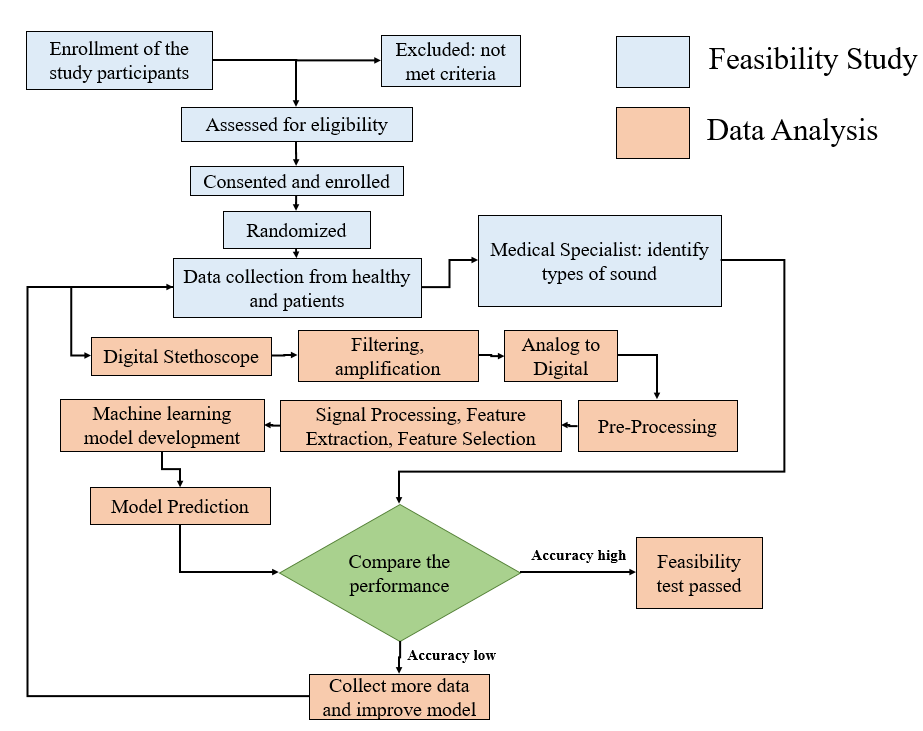 Enrollment of the
study participants
Excluded: not
met criteria
Feasibility Study
Data Analysis
Assessed for eligibility
Consented and enrolled
Randomized
Data collection from healthy
and patients
Medical Specialist: identify
types of sound
Digital Stethoscope
Filtering,
amplification
Analog to
Digital
Machine learning
model development
Signal Processing, Feature
Extraction, Feature Selection
Pre-Processing
Model Prediction
Compare the
performance
Accuracy high
Feasibility
test passed
Accuracy low
Collect more data
and improve model